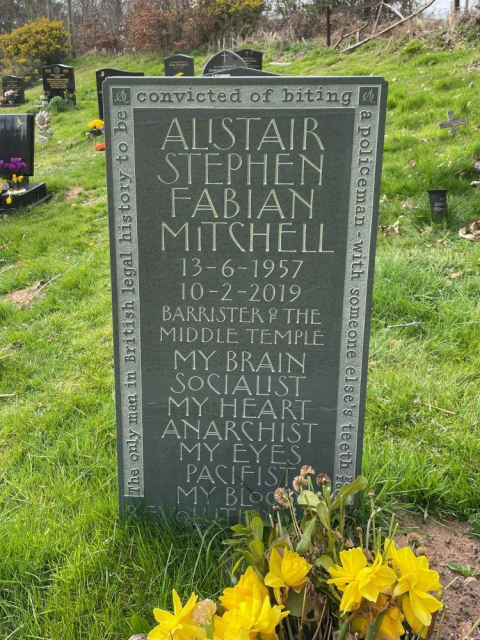 The only man in British legal history to be
convicted of biting
a policeman with someone else's teeth
ALISTAIR
STEPHEN
FABIAN
MITCHELL
13-6-1957
10-2-2019
BARRISTER OF THE
MIDDLE TEMPLE
MY BRAIN
SOCIALIST
MY HEART
ANARCHIST
MY EYES
PACIFIST
MY